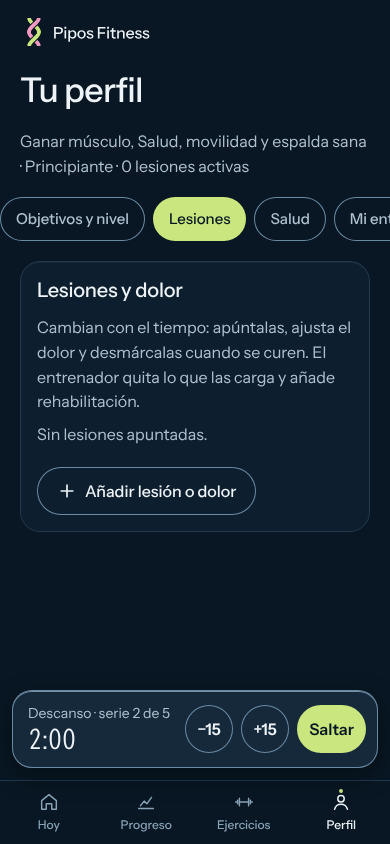 Pipos Fitness
Tu perfil
Ganar músculo, Salud, movilidad y espalda sana
· Principiante · 0 lesiones activas
Objetivos y nivel
Lesiones
Salud
Mi ent
Lesiones y dolor
Cambian con el tiempo: apúntalas, ajusta el
dolor y desmárcalas cuando se curen. El
entrenador quita lo que las carga y añade
rehabilitación.
Sin lesiones apuntadas.
+ Añadir lesión o dolor
Descanso · serie 2 de 5
2:00
−15
+15
Saltar
Hoy
Progreso
Ejercicios
Perfil